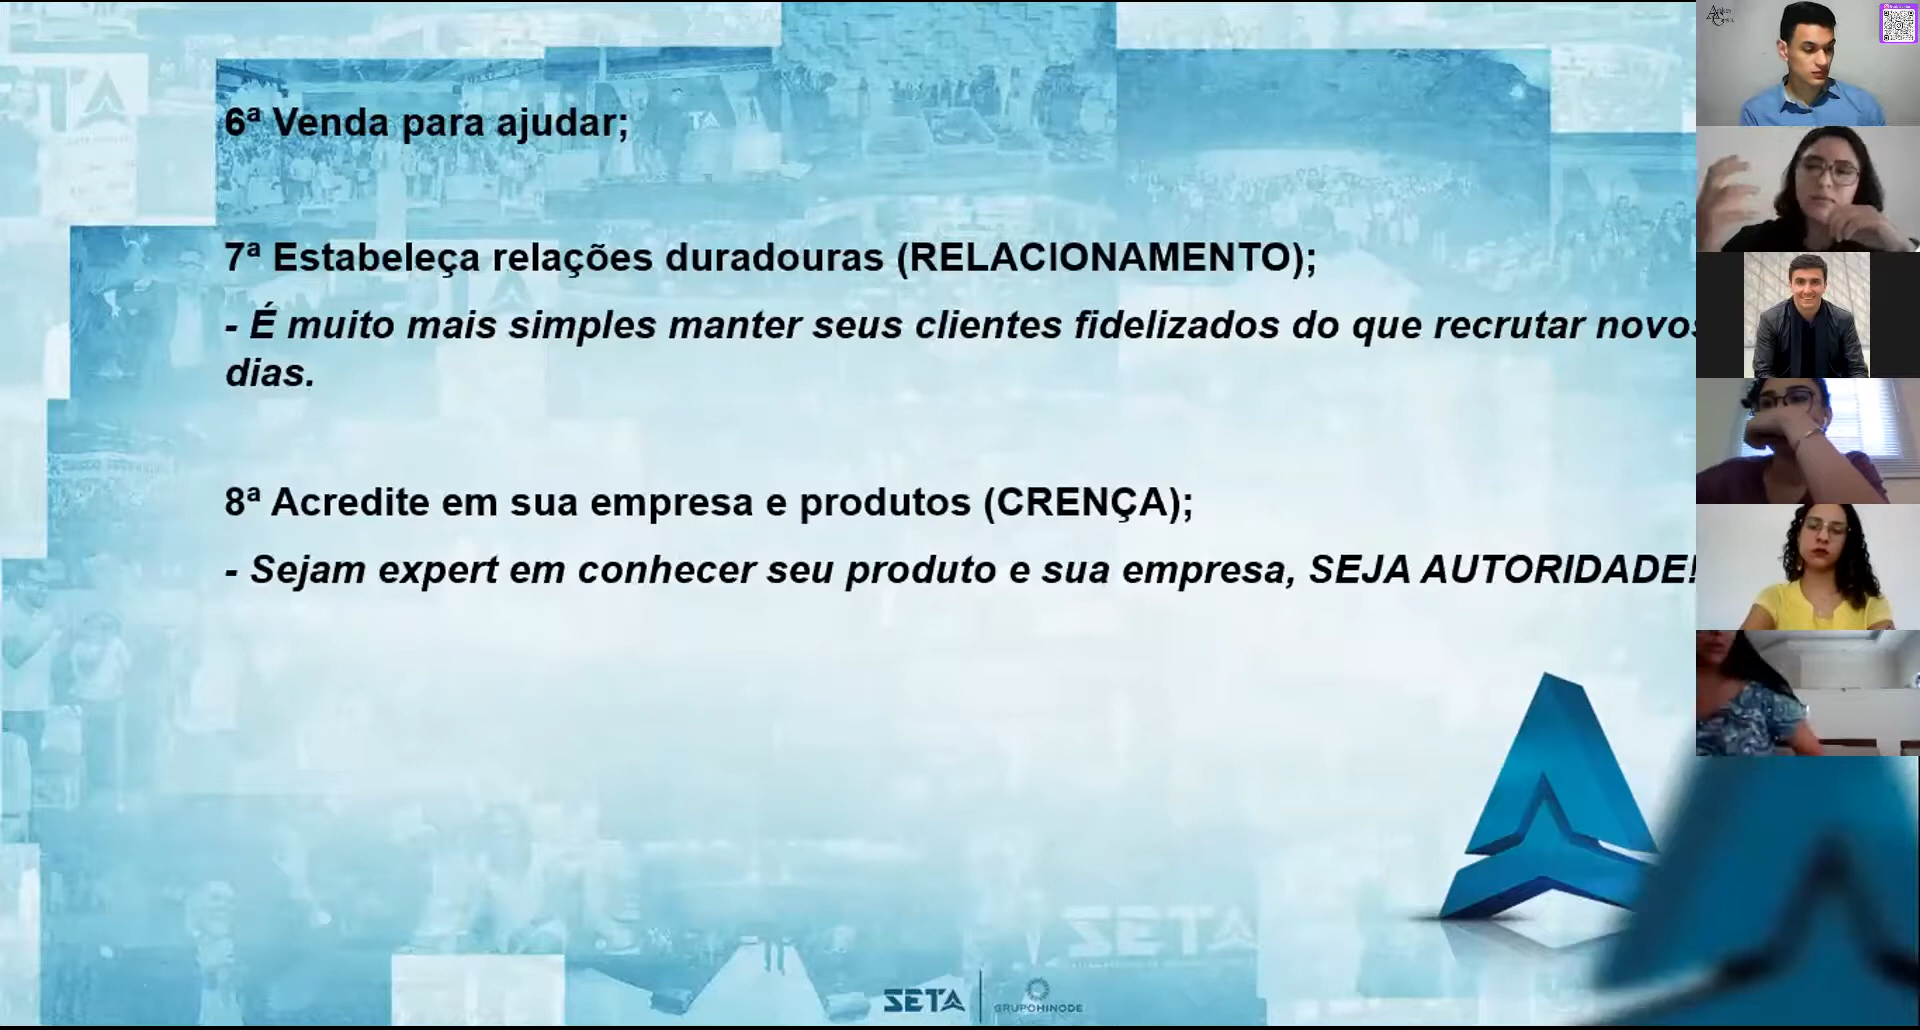 6ª Venda para ajudar;
7ª Estabeleça relações duradouras (RELACIONAMENTO);
- É muito mais simples manter seus clientes fidelizados do que recrutar novos
dias.
8ª Acredite em sua empresa e produtos (CRENÇA);
- Sejam expert em conhecer seu produto e sua empresa, SEJA AUTORIDADE!
SETA
SETA
GRUPOHINODE